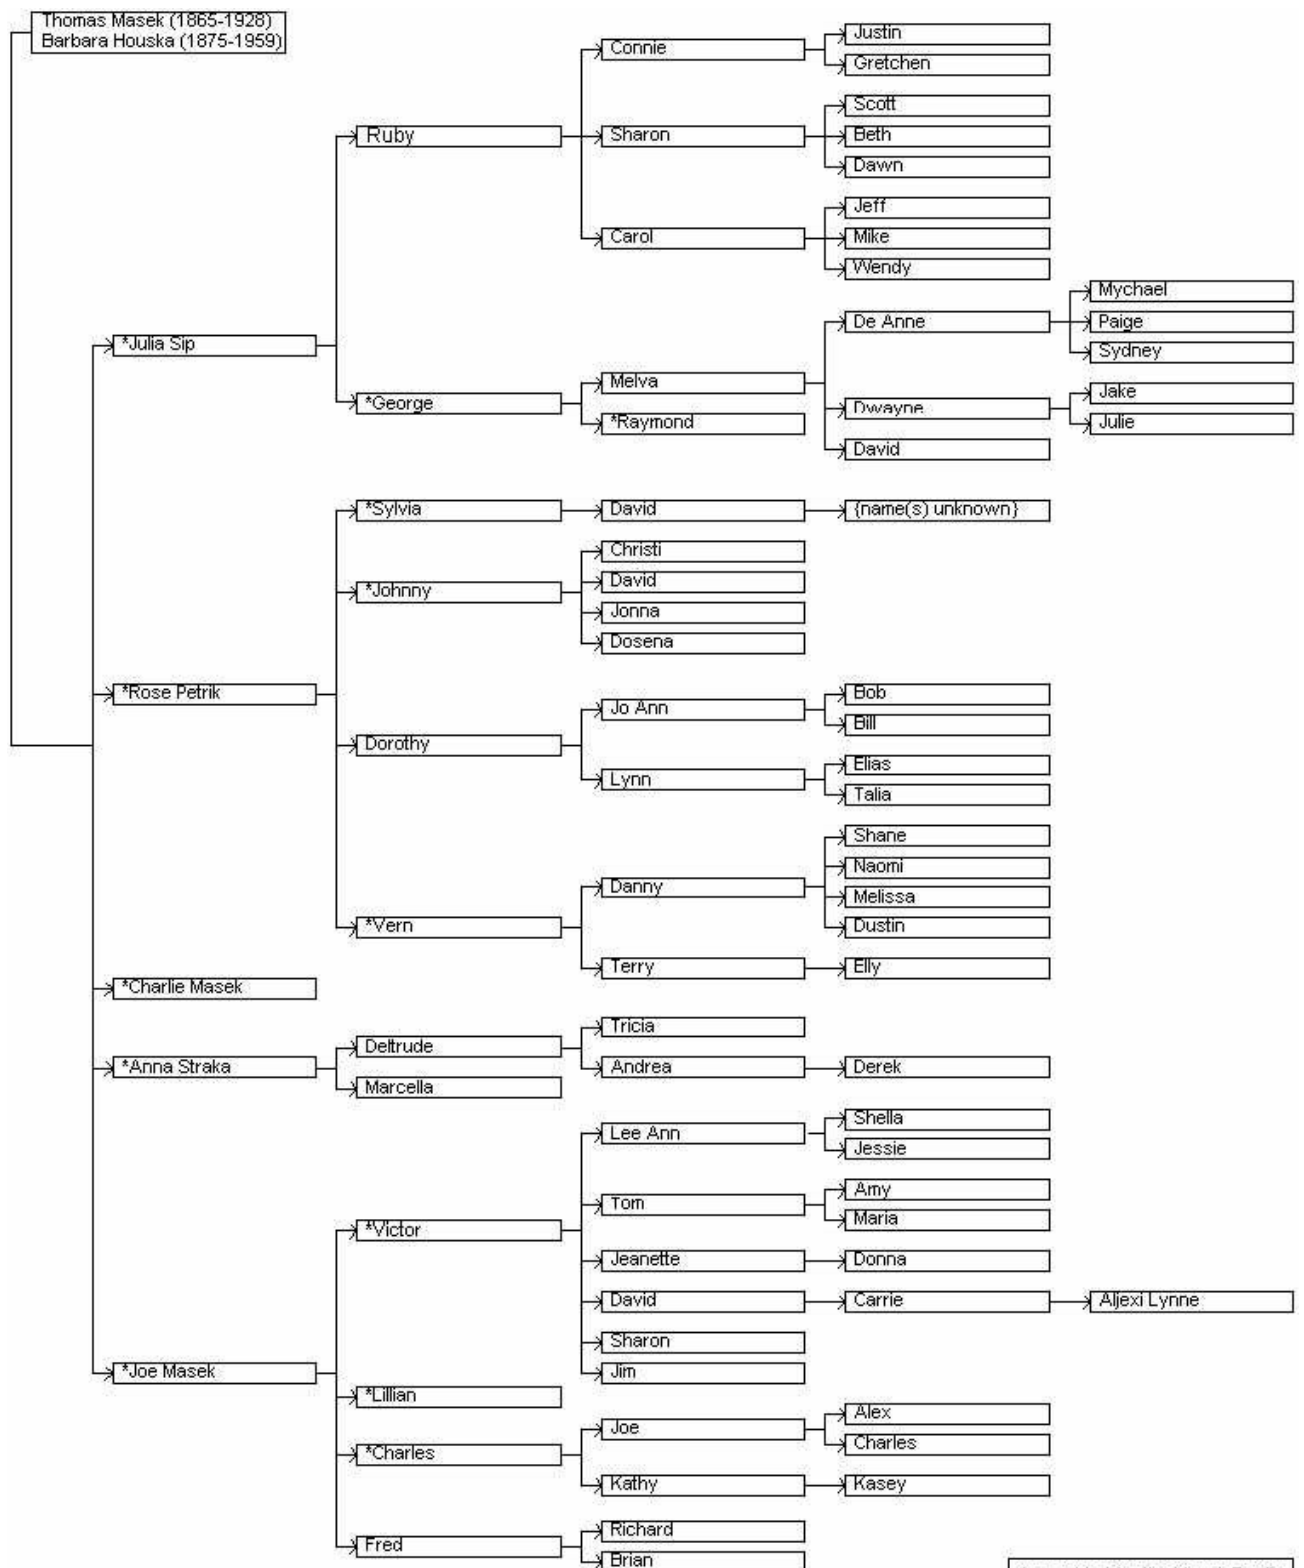 Thomas Masek (1865-1928)
Barbara Houska (1875-1959)
*Julia Sip
Ruby
Connie
Justin
Gretchen
Sharon
Scott
Beth
Dawn
Carol
Jeff
Mike
Wendy
*George
Melva
De Anne
Mychael
Paige
Sydney
Dwayne
Jake
Julie
David
*Raymond
*Rose Petrik
*Sylvia
David
{name(s) unknown}
*Johnny
Christi
David
Jonna
Dosena
Dorothy
Jo Ann
Bob
Bill
Lynn
Elias
Talia
*Vern
Danny
Shane
Naomi
Melissa
Dustin
Terry
Elly
*Charlie Masek
*Anna Straka
Deltrude
Tricia
Andrea
Derek
Marcella
*Joe Masek
*Victor
Lee Ann
Shella
Jessie
Tom
Amy
Maria
Jeanette
Donna
David
Carrie
Aljexi Lynne
Sharon
Jim
*Lillian
*Charles
Joe
Alex
Charles
Kathy
Kasey
Fred
Richard
Brian